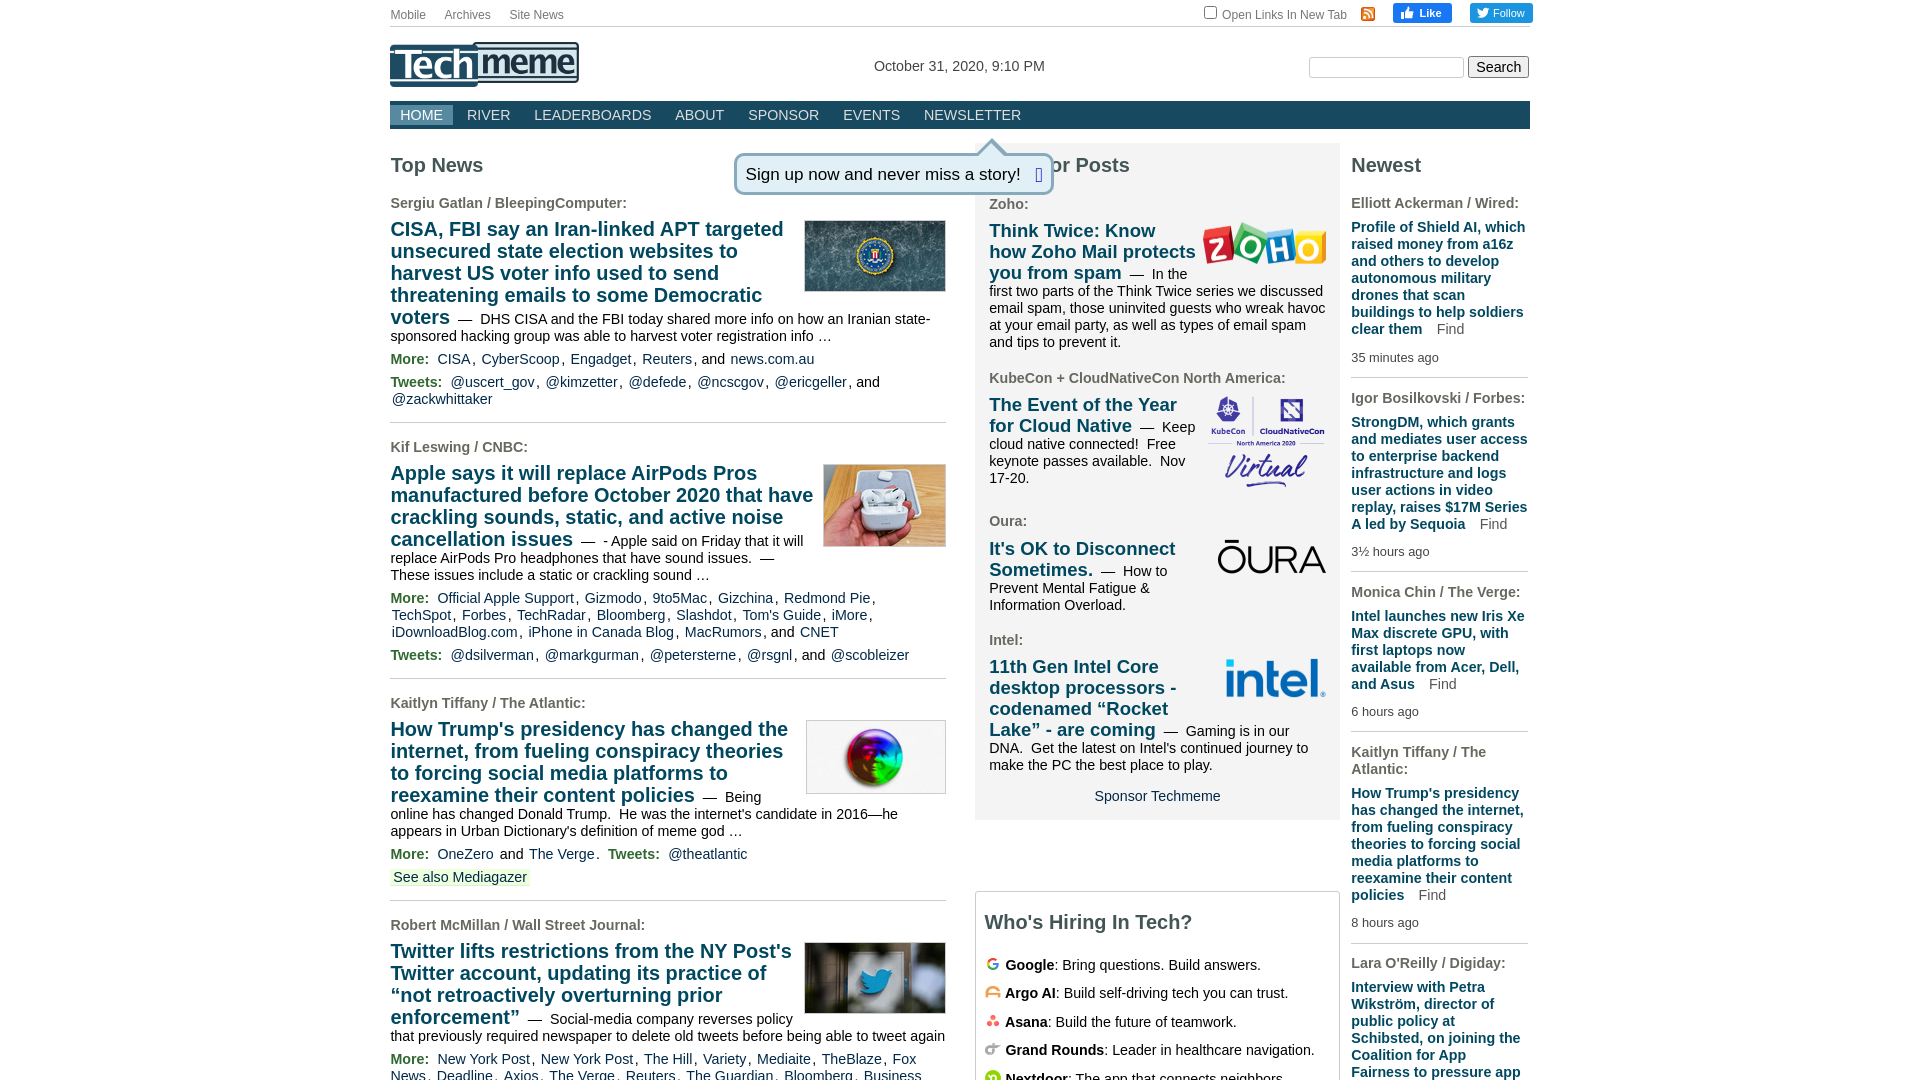 Mobile Archives Site News
Open Links In New Tab
Like
Follow
Techmeme
October 31, 2020, 9:10 PM
Search
HOME RIVER LEADERBOARDS ABOUT SPONSOR EVENTS NEWSLETTER
Sign up now and never miss a story!
Top News
Sergiu Gatlan / BleepingComputer:
CISA, FBI say an Iran-linked APT targeted
unsecured state election websites to
harvest US voter info used to send
threatening emails to some Democratic
voters — DHS CISA and the FBI today shared more info on how an Iranian state-
sponsored hacking group was able to harvest voter registration info …
More: CISA, CyberScoop, Engadget, Reuters, and news.com.au
Tweets: @uscert_gov, @kimzetter, @defede, @ncscgov, @ericgeller, and
@zackwhittaker
Kif Leswing / CNBC:
Apple says it will replace AirPods Pros
manufactured before October 2020 that have
crackling sounds, static, and active noise
cancellation issues — - Apple said on Friday that it will
replace AirPods Pro headphones that have sound issues. —
These issues include a static or crackling sound …
More: Official Apple Support, Gizmodo, 9to5Mac, Gizchina, Redmond Pie,
TechSpot, Forbes, TechRadar, Bloomberg, Slashdot, Tom's Guide, iMore,
iDownloadBlog.com, iPhone in Canada Blog, MacRumors, and CNET
Tweets: @dsilverman, @markgurman, @petersterne, @rsgnl, and @scobleizer
Kaitlyn Tiffany / The Atlantic:
How Trump's presidency has changed the
internet, from fueling conspiracy theories
to forcing social media platforms to
reexamine their content policies — Being
online has changed Donald Trump. He was the internet's candidate in 2016—he
appears in Urban Dictionary's definition of meme god …
More: OneZero and The Verge. Tweets: @theatlantic
See also Mediagazer
Robert McMillan / Wall Street Journal:
Twitter lifts restrictions from the NY Post's
Twitter account, updating its practice of
“not retroactively overturning prior
enforcement” — Social-media company reverses policy
that previously required newspaper to delete old tweets before being able to tweet again
More: New York Post, New York Post, The Hill, Variety, Mediaite, TheBlaze, Fox
News, Deadline, Axios, The Verge, Reuters, The Guardian, Bloomberg, Business
or Posts
Zoho:
Think Twice: Know
how Zoho Mail protects
you from spam — In the
first two parts of the Think Twice series we discussed
email spam, those uninvited guests who wreak havoc
at your email party, as well as types of email spam
and tips to prevent it.
ZOHO
KubeCon + CloudNativeCon North America:
The Event of the Year
for Cloud Native — Keep
cloud native connected! Free
keynote passes available. Nov
17-20.
KubeCon CloudNativeCon
North America 2020
Virtual
Oura:
It's OK to Disconnect
Sometimes. — How to
Prevent Mental Fatigue &
Information Overload.
ŌURA
Intel:
11th Gen Intel Core
desktop processors -
codenamed “Rocket
Lake” - are coming — Gaming is in our
DNA. Get the latest on Intel's continued journey to
make the PC the best place to play.
intel®
Sponsor Techmeme
Who's Hiring In Tech?
Google: Bring questions. Build answers.
Argo AI: Build self-driving tech you can trust.
Asana: Build the future of teamwork.
Grand Rounds: Leader in healthcare navigation.
Nextdoor: The app that connects neighbors
Newest
Elliott Ackerman / Wired:
Profile of Shield AI, which
raised money from a16z
and others to develop
autonomous military
drones that scan
buildings to help soldiers
clear them Find
35 minutes ago
Igor Bosilkovski / Forbes:
StrongDM, which grants
and mediates user access
to enterprise backend
infrastructure and logs
user actions in video
replay, raises $17M Series
A led by Sequoia Find
3½ hours ago
Monica Chin / The Verge:
Intel launches new Iris Xe
Max discrete GPU, with
first laptops now
available from Acer, Dell,
and Asus Find
6 hours ago
Kaitlyn Tiffany / The
Atlantic:
How Trump's presidency
has changed the internet,
from fueling conspiracy
theories to forcing social
media platforms to
reexamine their content
policies Find
8 hours ago
Lara O'Reilly / Digiday:
Interview with Petra
Wikström, director of
public policy at
Schibsted, on joining the
Coalition for App
Fairness to pressure app